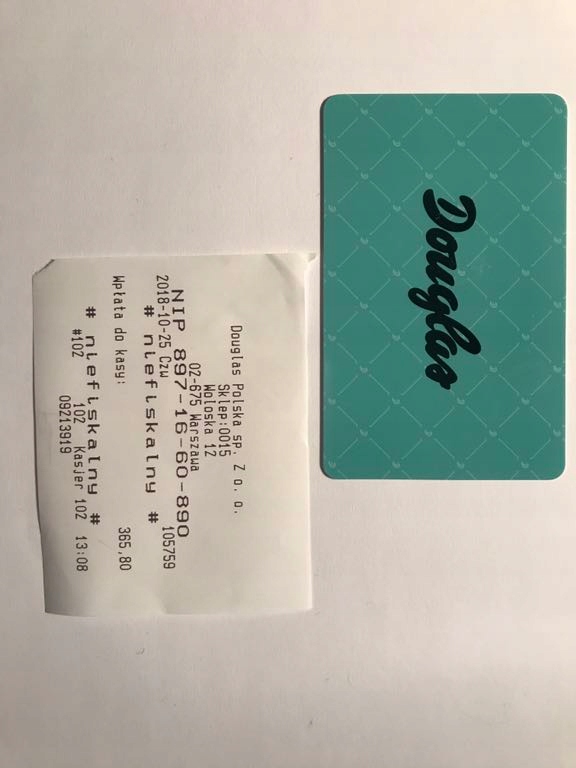 Douglas
Douglas Polska sp. Z o. o.
Sklep:0015
Wołoska 12
02-675 Warszawa
NIP 897-16-60-890
2018-10-25 Czw 105759
# niefiskalny #
Wpłata do kasy: 365,80
# niefiskalny #
#102 102 Kasjer 102 13:08
09213919